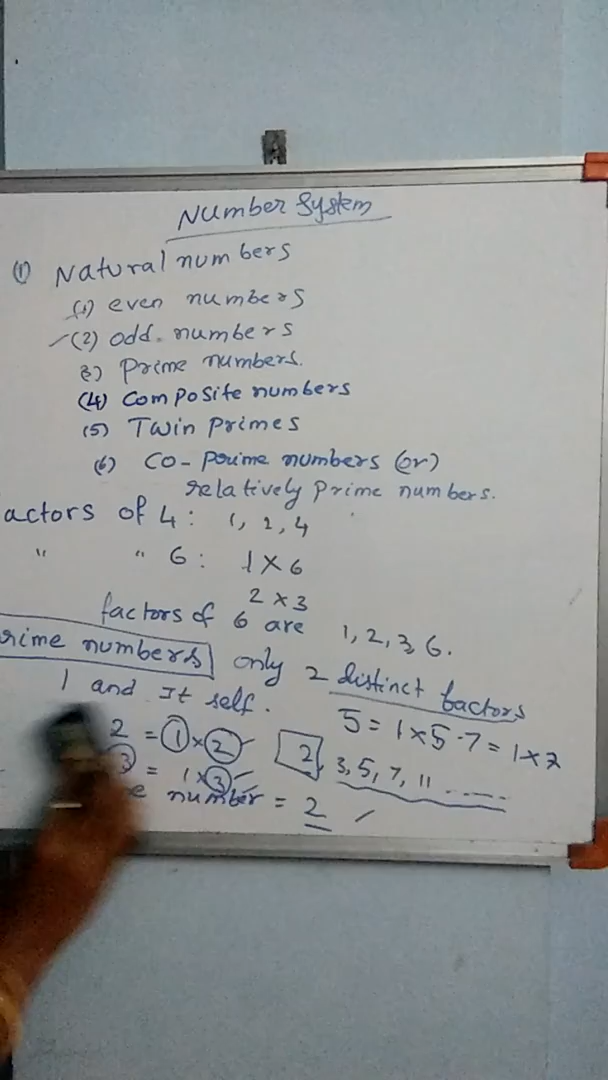 Number System
(1) Natural numbers
(1) even numbers
(2) odd. numbers
(3) Prime numbers.
(4) Composite numbers
(5) Twin Primes
(6) Co-Prime numbers (or)
relatively Prime numbers.
actors of 4: 1, 2, 4
" " 6: 1 × 6
2 × 3
factors of 6 are 1, 2, 3, 6.
rime numbers only 2 distinct factors
1 and It self.
5 = 1×5. 7 = 1×7
2 = 1 × 2
3 = 1 × 3
2, 3, 5, 7, 11 ......
number = 2